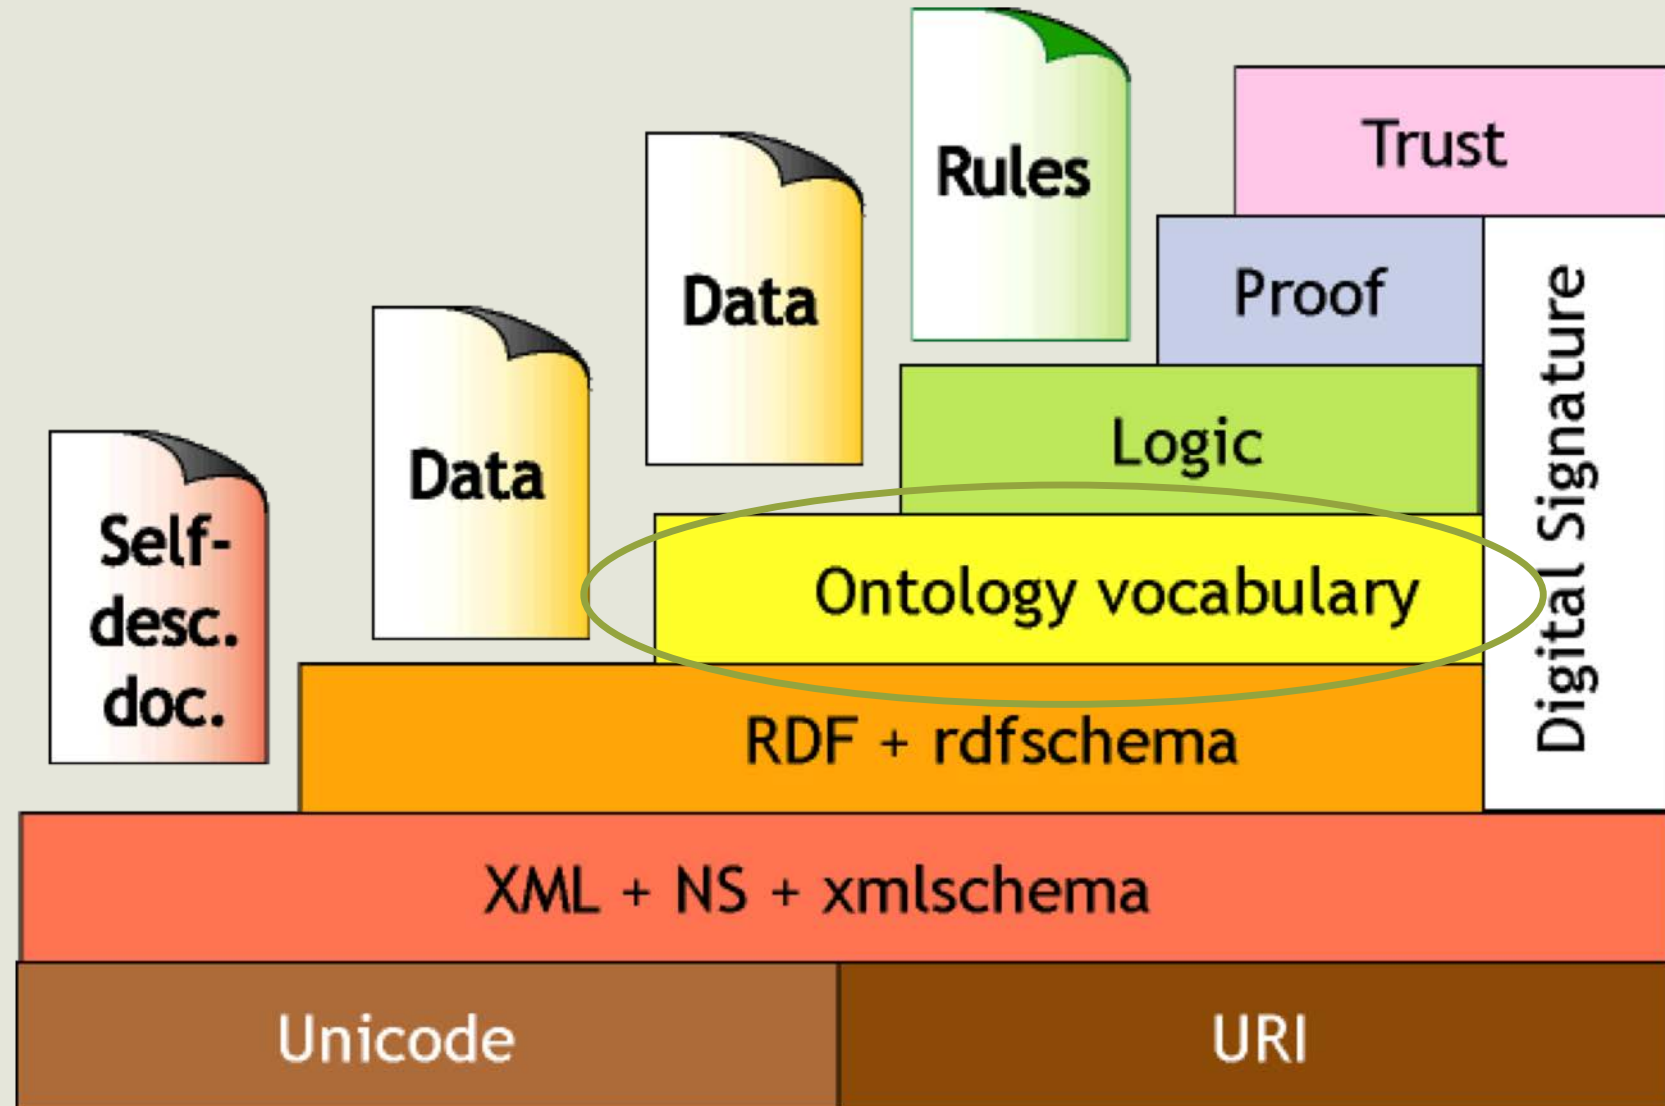 Rules
Trust
Data
Proof
Data
Logic
Self-
desc.
doc.
Ontology vocabulary
Digital Signature
RDF + rdfschema
XML + NS + xmlschema
Unicode
URI